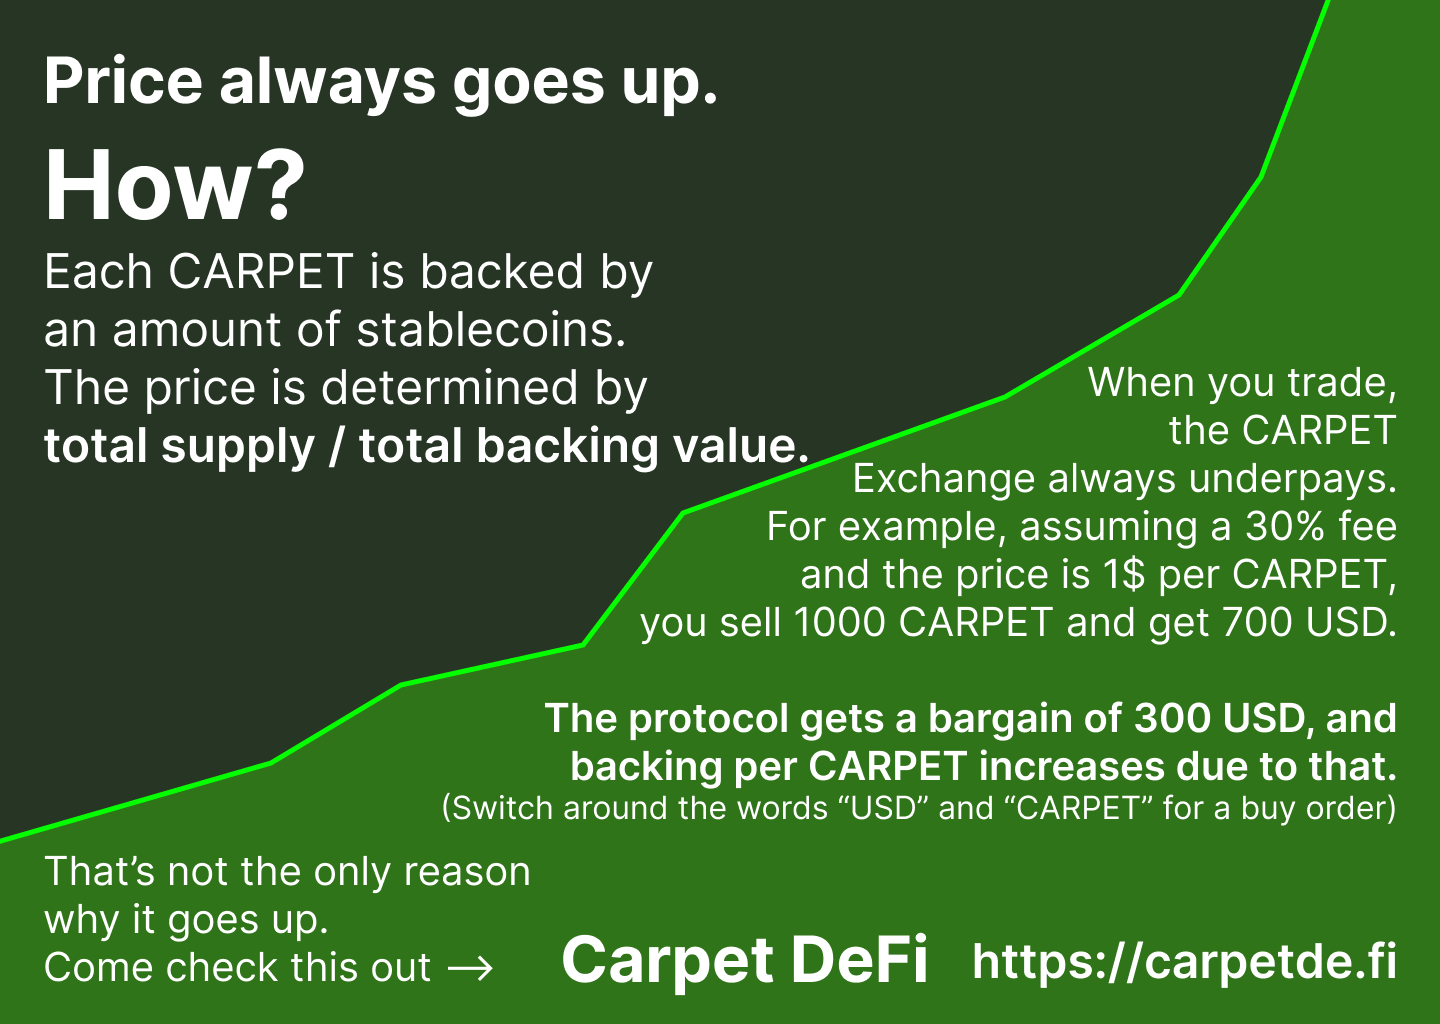 Price always goes up.
How?
Each CARPET is backed by
an amount of stablecoins.
The price is determined by
total supply / total backing value.
When you trade,
the CARPET
Exchange always underpays.
For example, assuming a 30% fee
and the price is 1$ per CARPET,
you sell 1000 CARPET and get 700 USD.
The protocol gets a bargain of 300 USD, and
backing per CARPET increases due to that.
(Switch around the words “USD” and “CARPET” for a buy order)
That’s not the only reason
why it goes up.
Come check this out →
Carpet DeFi https://carpetde.fi